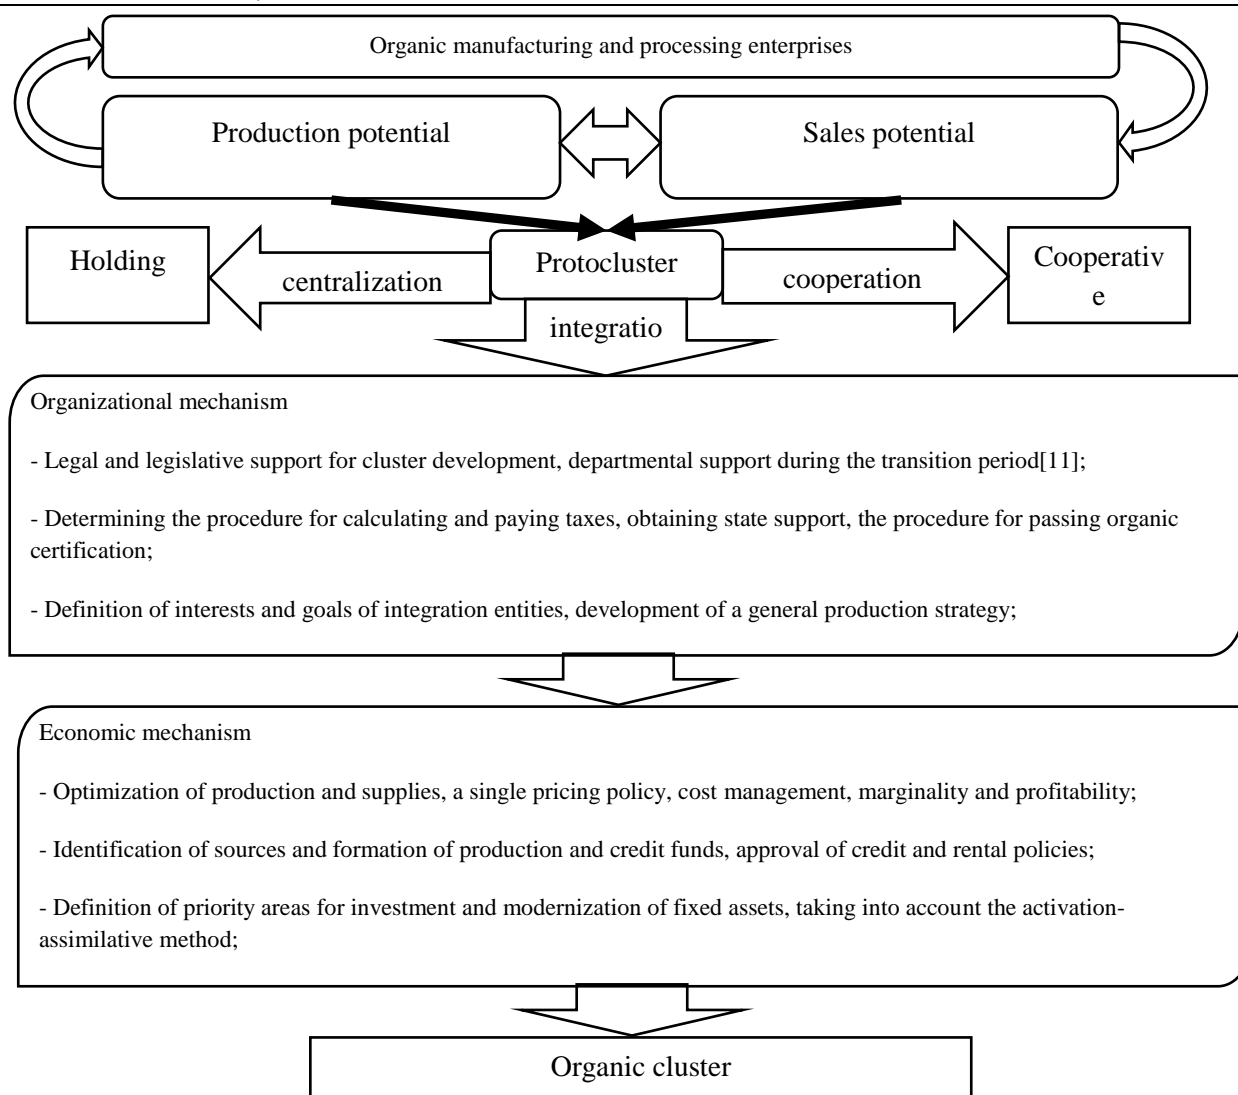 Organic manufacturing and processing enterprises
Production potential
Sales potential
Holding
centralization
Protocluster
cooperation
Cooperativ
e
integratio
Organizational mechanism
- Legal and legislative support for cluster development, departmental support during the transition period[11];
- Determining the procedure for calculating and paying taxes, obtaining state support, the procedure for passing organic
certification;
- Definition of interests and goals of integration entities, development of a general production strategy;
Economic mechanism
- Optimization of production and supplies, a single pricing policy, cost management, marginality and profitability;
- Identification of sources and formation of production and credit funds, approval of credit and rental policies;
- Definition of priority areas for investment and modernization of fixed assets, taking into account the activation-
assimilative method;
Organic cluster